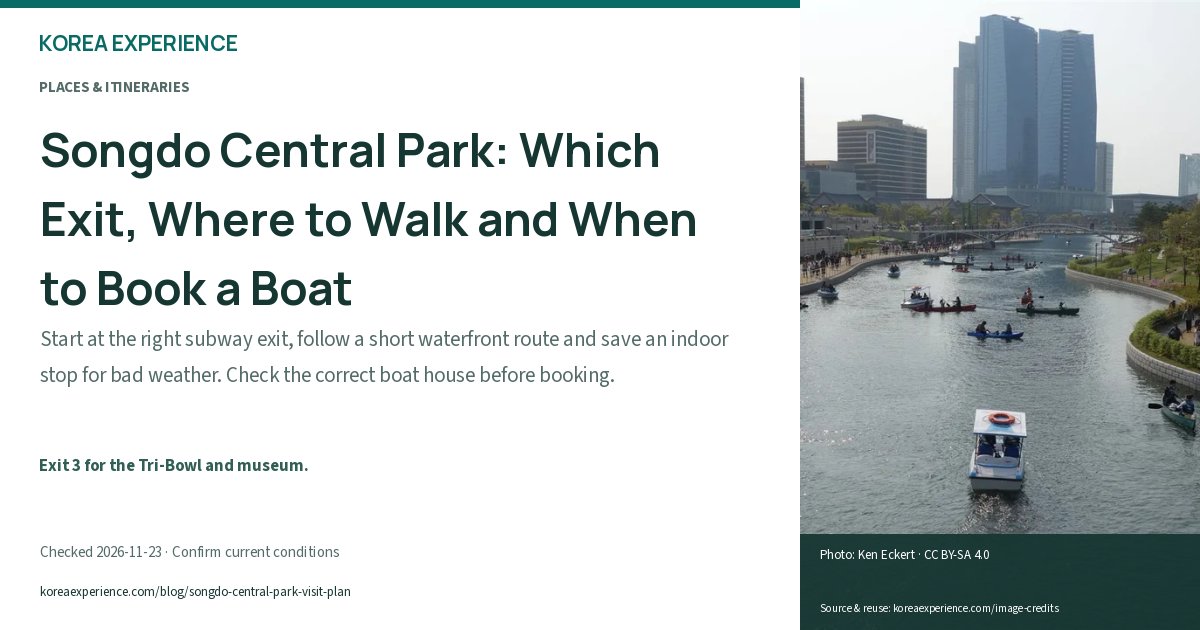 KOREA EXPERIENCE
PLACES & ITINERARIES
Songdo Central Park: Which
Exit, Where to Walk and When
to Book a Boat
Start at the right subway exit, follow a short waterfront route and save an indoor
stop for bad weather. Check the correct boat house before booking.
Exit 3 for the Tri-Bowl and museum.
Checked 2026-11-23 · Confirm current conditions
koreaexperience.com/blog/songdo-central-park-visit-plan
Photo: Ken Eckert · CC BY-SA 4.0
Source & reuse: koreaexperience.com/image-credits